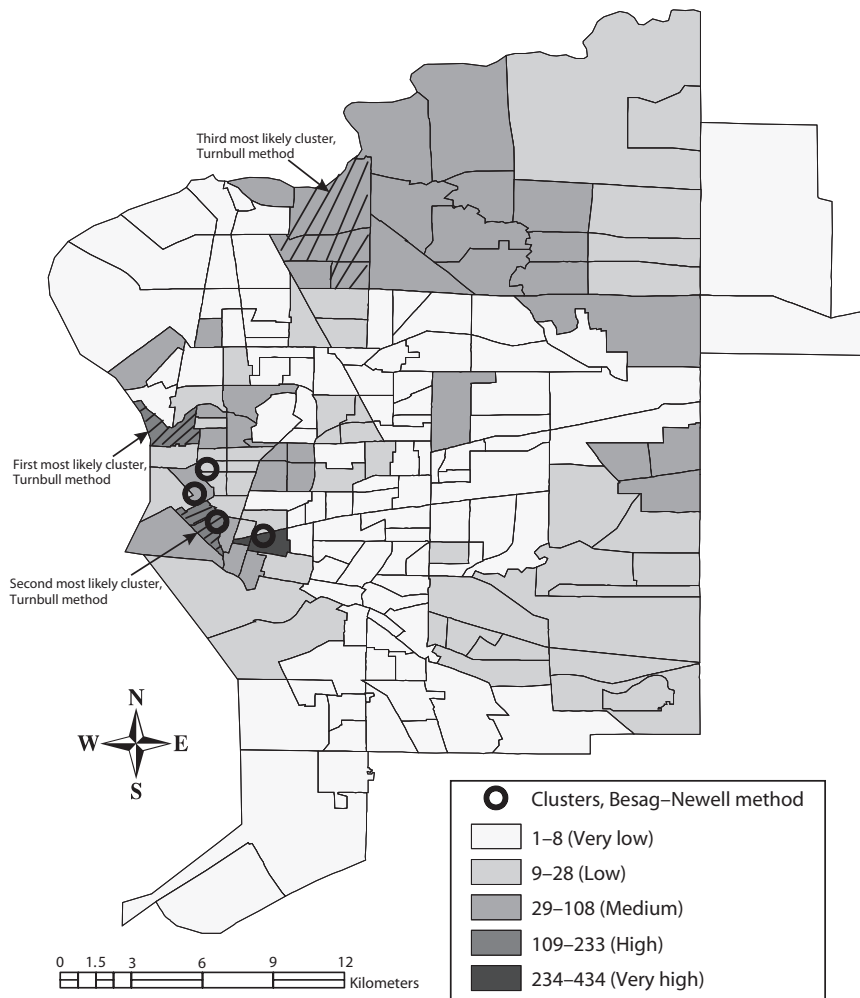 Third most likely cluster,
Turnbull method
First most likely cluster,
Turnbull method
Second most likely cluster,
Turnbull method
N
W E
S
Clusters, Besag–Newell method
1–8 (Very low)
9–28 (Low)
29–108 (Medium)
109–233 (High)
234–434 (Very high)
0 1.5 3 6 9 12
Kilometers